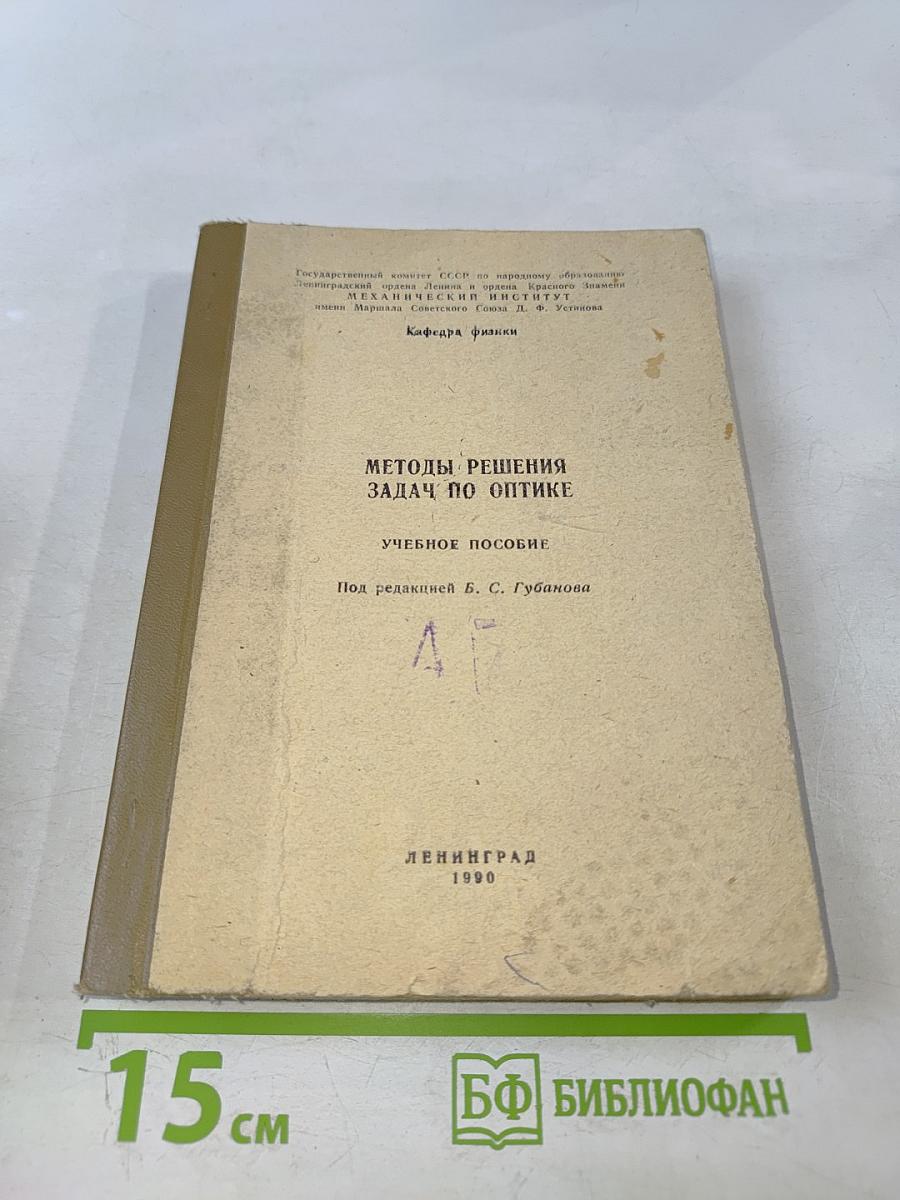 Государственный комитет СССР по народному образованию
Ленинградский ордена Ленина и ордена Красного Знамени
МЕХАНИЧЕСКИЙ ИНСТИТУТ
имени Маршала Советского Союза Д. Ф. Устинова
Кафедра физики
МЕТОДЫ РЕШЕНИЯ
ЗАДАЧ ПО ОПТИКЕ
УЧЕБНОЕ ПОСОБИЕ
Под редакцией Б. С. Губанова
АБ
ЛЕНИНГРАД
1990
15 см
БФ БИБЛИОФАН